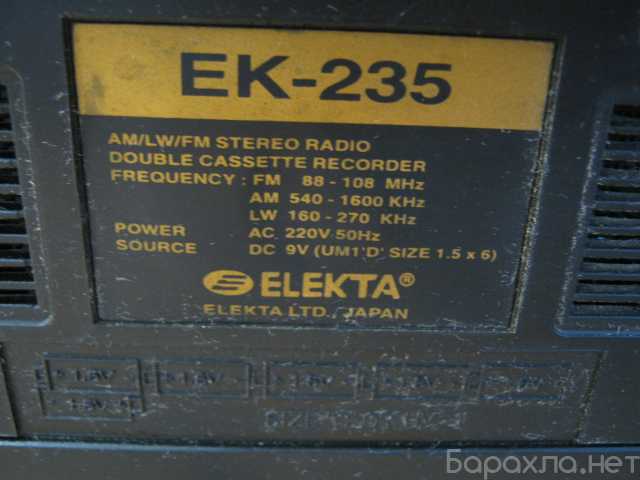 EK-235
AM/LW/FM STEREO RADIO
DOUBLE CASSETTE RECORDER
FREQUENCY : FM 88 - 108 MHz
AM 540 - 1600 KHz
LW 160 - 270 KHz
POWER AC 220V 50Hz
SOURCE DC 9V (UM1'D' SIZE 1.5 x 6)
ELEKTA®
ELEKTA LTD., JAPAN
Барахла.нет